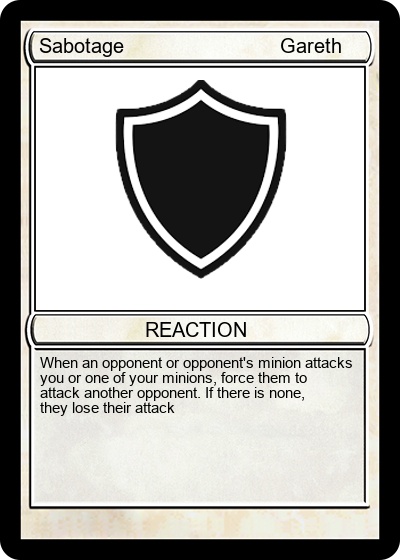 Sabotage Gareth
REACTION
When an opponent or opponent's minion attacks
you or one of your minions, force them to
attack another opponent. If there is none,
they lose their attack